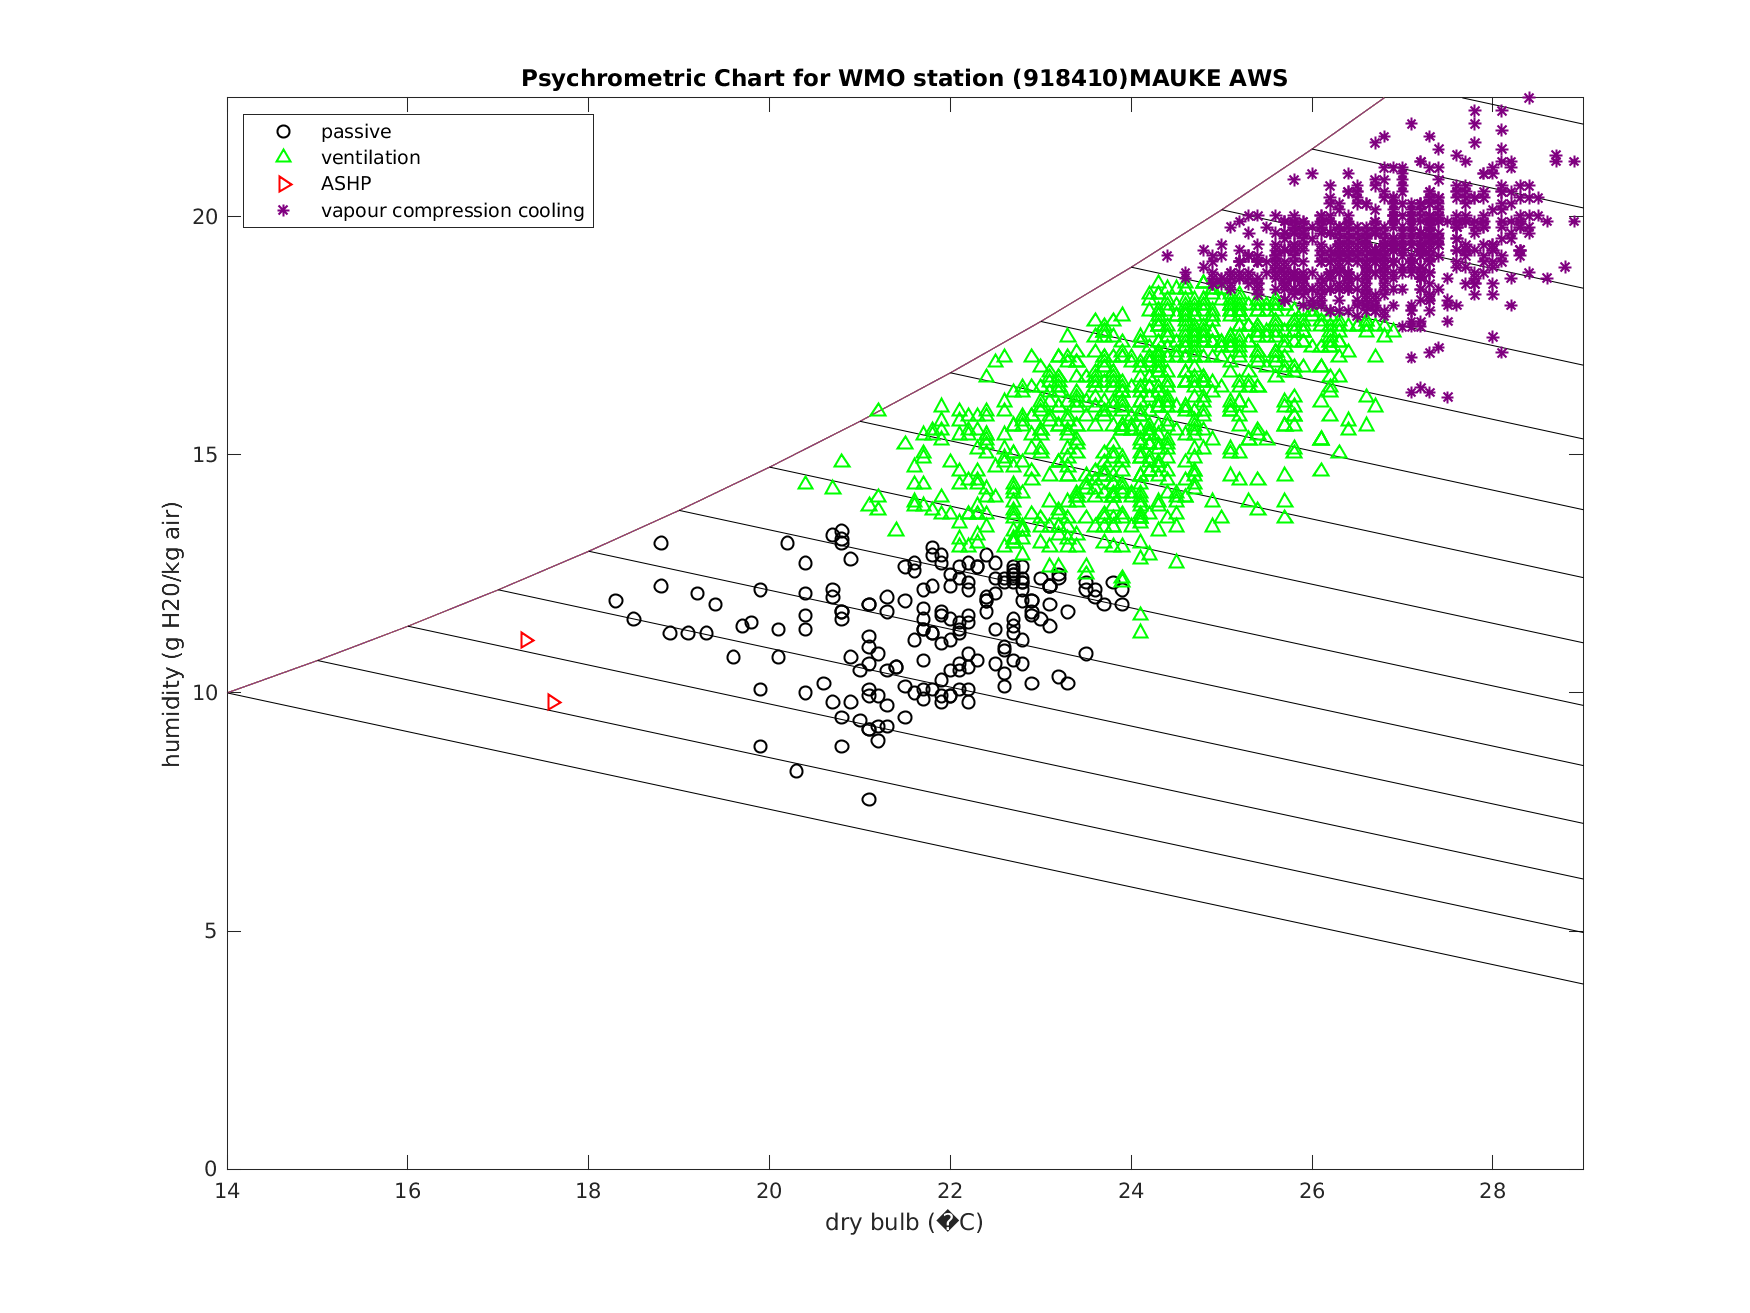 Psychrometric Chart for WMO station (918410)MAUKE AWS
passive
ventilation
ASHP
vapour compression cooling
20
15
10
5
0
humidity (g H20/kg air)
14 16 18 20 22 24 26 28
dry bulb (�C)